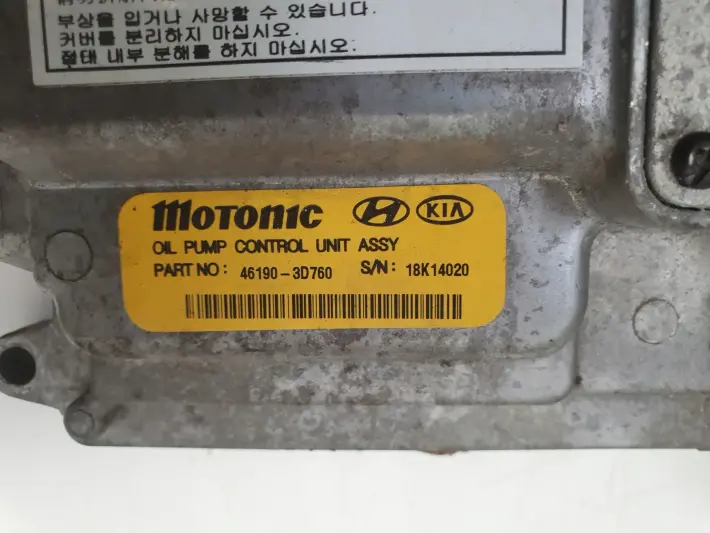 부상을 입거나 사망할 수 있습니다.
커버를 분리하지 마십시오.
절대 내부 분해를 하지 마십시오.
MOTONIC KIA
OIL PUMP CONTROL UNIT ASSY
PART NO: 46190-3D760 S/N: 18K14020